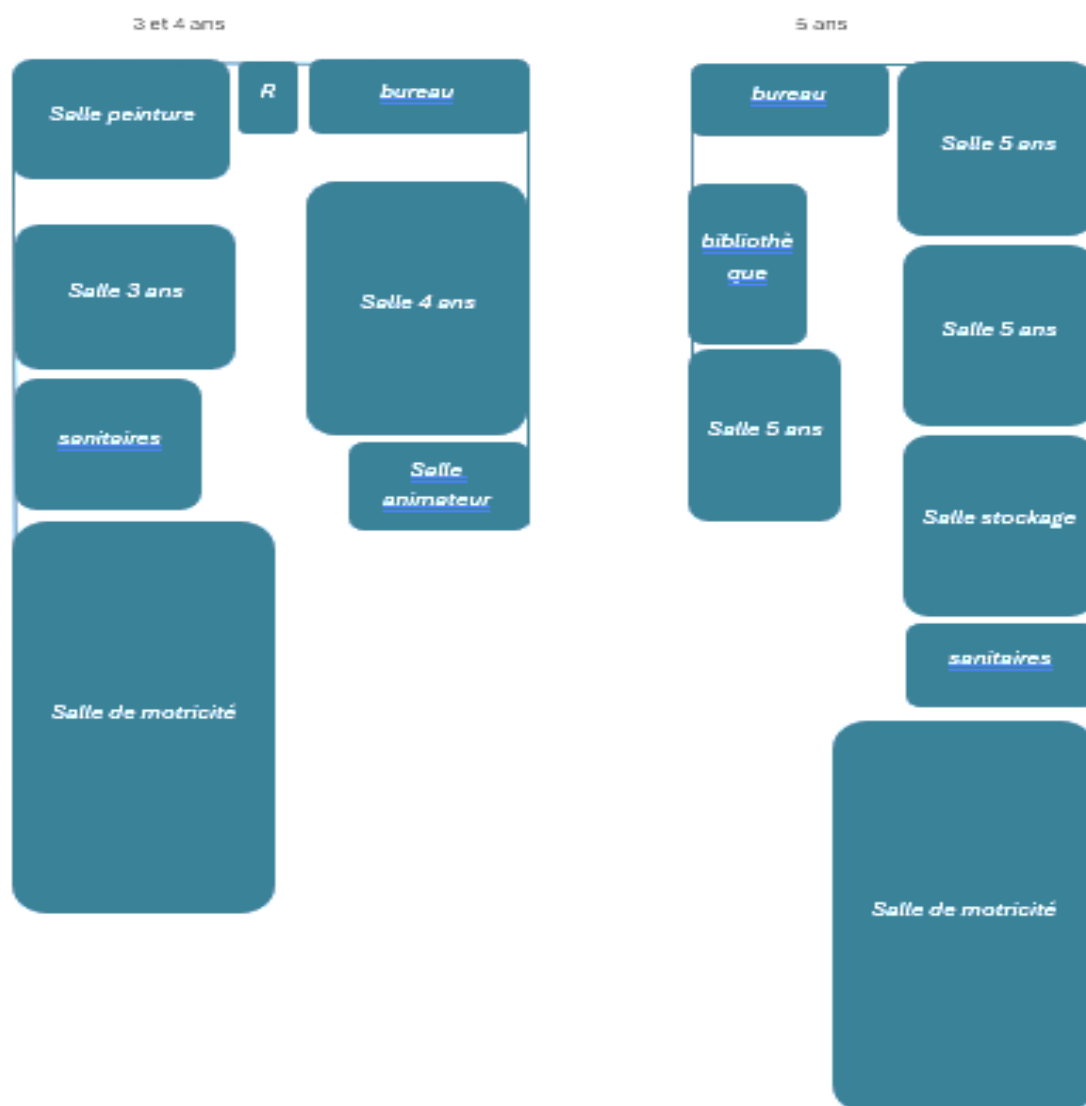 3 et 4 ans
Salle peinture
R
bureau
Salle 3 ans
Salle 4 ans
sanitaires
Salle
animateur
Salle de motricité
5 ans
bureau
Salle 5 ans
bibliothè
que
Salle 5 ans
Salle 5 ans
Salle stockage
sanitaires
Salle de motricité